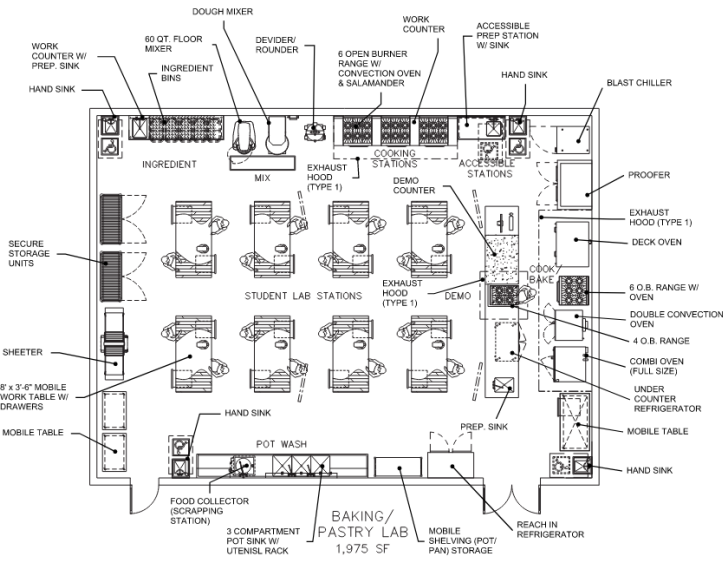 DOUGH MIXER
WORK
COUNTER W/
PREP. SINK
60 QT. FLOOR
MIXER
DEVIDER/
ROUNDER
WORK
COUNTER
ACCESSIBLE
PREP STATION
W/ SINK
6 OPEN BURNER
RANGE W/
CONVECTION OVEN
& SALAMANDER
INGREDIENT
BINS
HAND SINK
HAND SINK
BLAST CHILLER
INGREDIENT
MIX
EXHAUST
HOOD
(TYPE 1)
COOKING
STATIONS
ACCESSIBLE
STATIONS
PROOFER
DEMO
COUNTER
EXHAUST
HOOD (TYPE 1)
DECK OVEN
SECURE
STORAGE
UNITS
STUDENT LAB STATIONS
EXHAUST
HOOD
(TYPE 1)
DEMO
COOK/
BAKE
6 O.B. RANGE W/
OVEN
DOUBLE CONVECTION
OVEN
4 O.B. RANGE
SHEETER
COMBI OVEN
(FULL SIZE)
8' x 3'-6" MOBILE
WORK TABLE W/
DRAWERS
UNDER
COUNTER
REFRIGERATOR
HAND SINK
PREP. SINK
MOBILE TABLE
MOBILE TABLE
POT WASH
HAND SINK
FOOD COLLECTOR
(SCRAPPING
STATION)
3 COMPARTMENT
POT SINK W/
UTENISL RACK
BAKING/
PASTRY LAB
1,975 SF
MOBILE
SHELVING (POT/
PAN) STORAGE
REACH IN
REFRIGERATOR